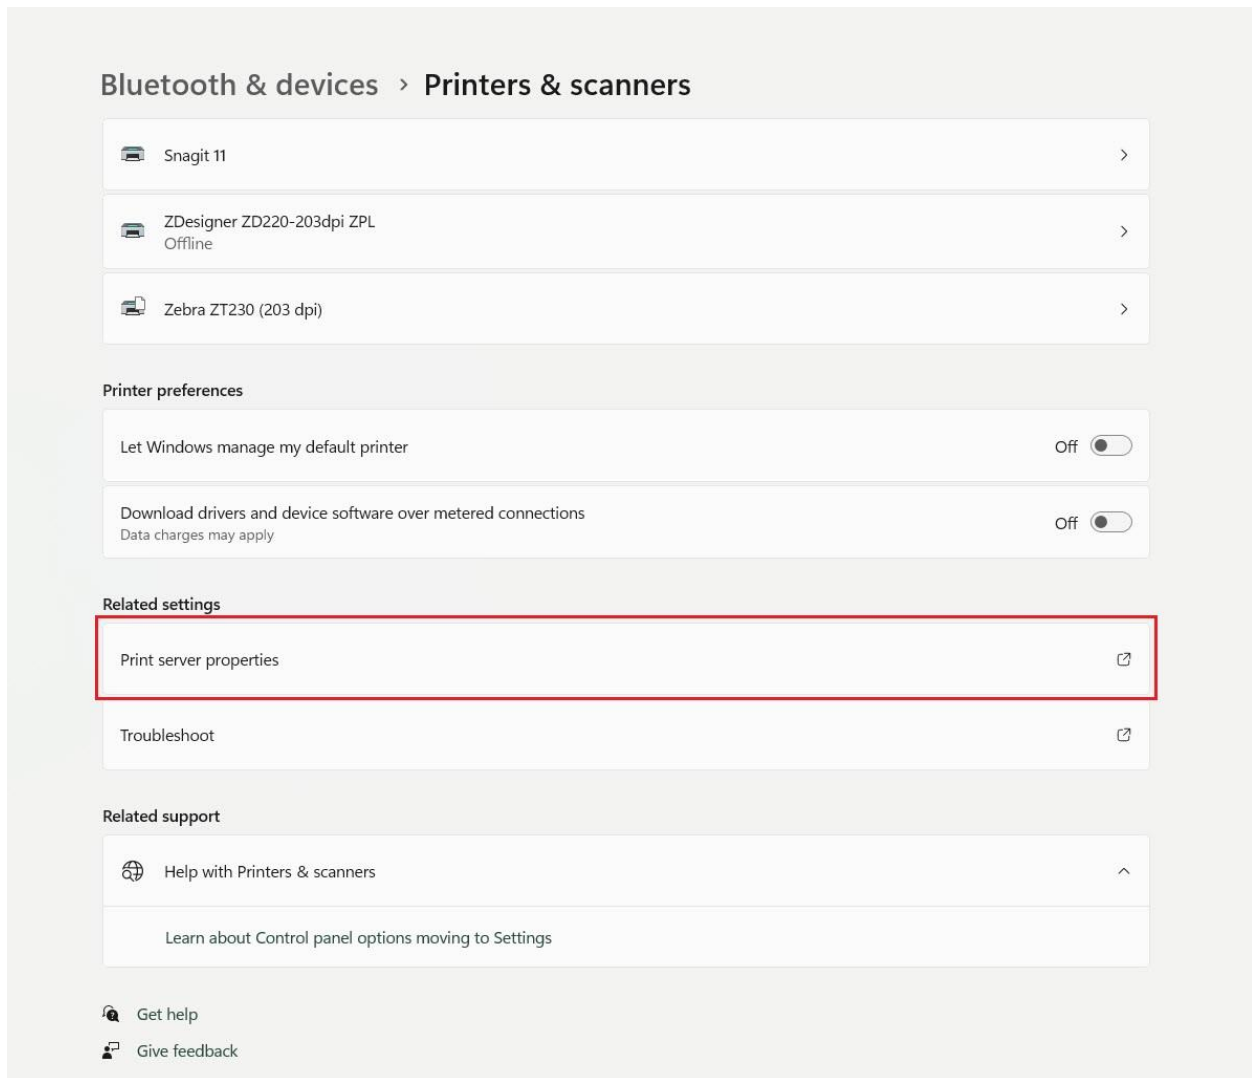 Bluetooth & devices > Printers & scanners
Snagit 11
ZDesigner ZD220-203dpi ZPL
Offline
Zebra ZT230 (203 dpi)
Printer preferences
Let Windows manage my default printer
Off
Download drivers and device software over metered connections
Off
Data charges may apply
Related settings
Print server properties
Troubleshoot
Related support
Help with Printers & scanners
Learn about Control panel options moving to Settings
Get help
Give feedback